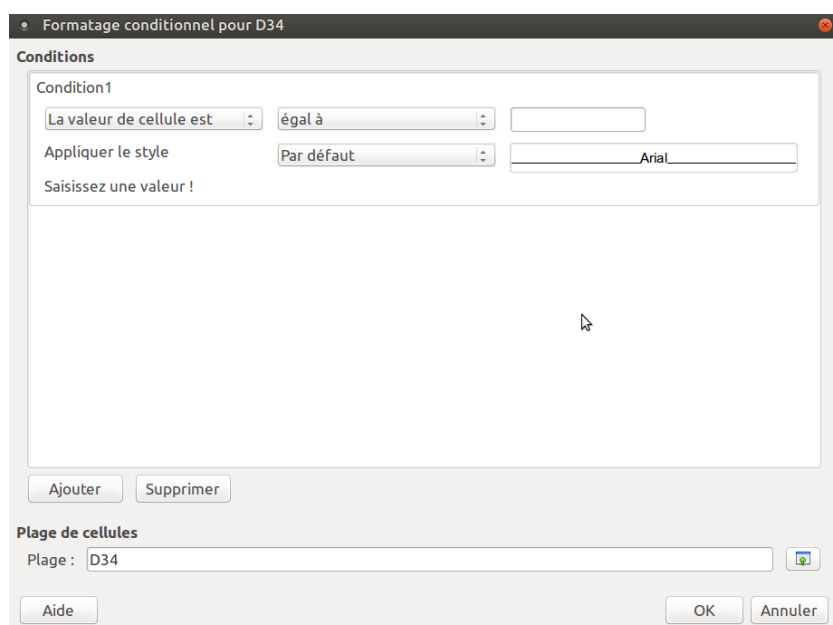 Formatage conditionnel pour D34
Conditions
Condition1
La valeur de cellule est égal à
Appliquer le style Par défaut Arial
Saisissez une valeur !
Ajouter Supprimer
Plage de cellules
Plage : D34
Aide OK Annuler